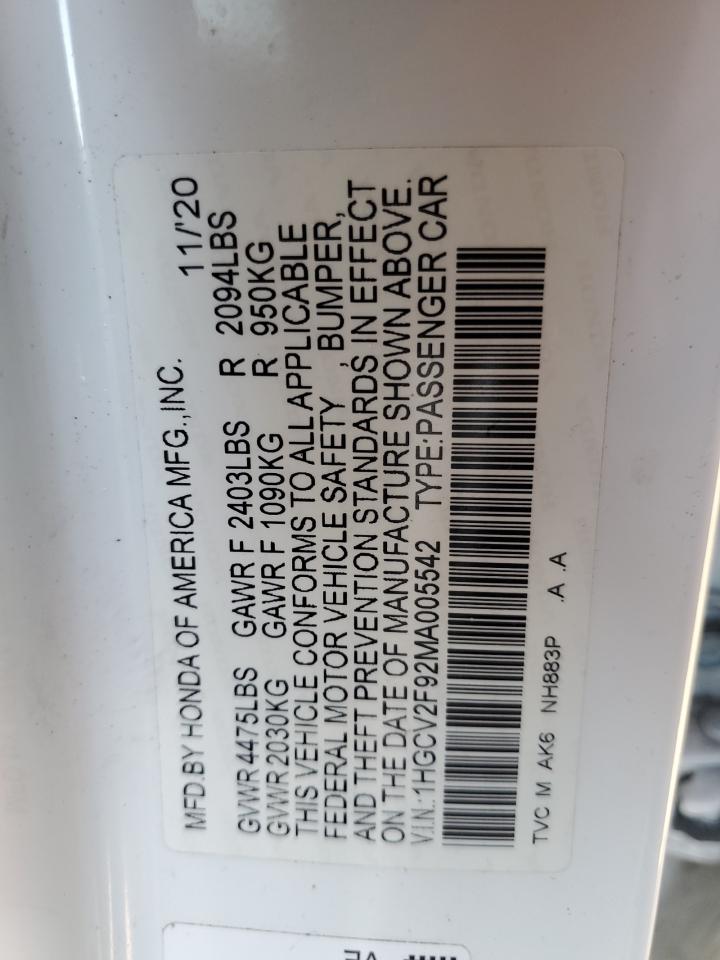 MFD.BY HONDA OF AMERICA MFG.,INC. 11/'20
GVWR 4475LBS GAWR F 2403LBS R 2094LBS
GVWR 2030KG GAWR F 1090KG R 950KG
THIS VEHICLE CONFORMS TO ALL APPLICABLE
FEDERAL MOTOR VEHICLE SAFETY , BUMPER,
AND THEFT PREVENTION STANDARDS IN EFFECT
ON THE DATE OF MANUFACTURE SHOWN ABOVE.
V.I.N.:1HGCV2F92MA005542 TYPE:PASSENGER CAR
TVC M AK6 NH883P .A .A